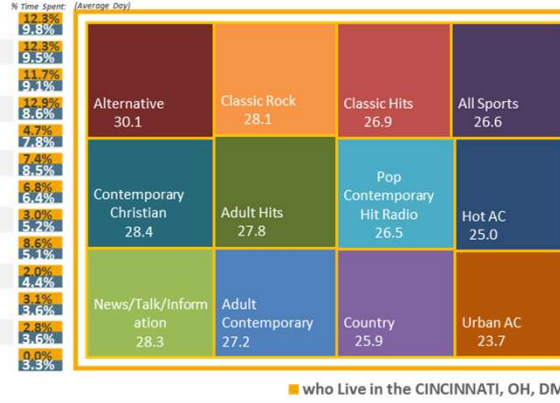 % Time Spent: (Average Day)
12.3%
9.8%
12.3%
9.5%
11.7%
9.1%
12.9%
8.6%
4.7%
7.8%
7.4%
8.5%
6.8%
6.4%
3.0%
5.2%
8.6%
5.1%
2.0%
4.4%
3.1%
3.6%
2.8%
3.6%
0.0%
3.3%
Alternative
30.1
Classic Rock
28.1
Classic Hits
26.9
All Sports
26.6
Contemporary
Christian
28.4
Adult Hits
27.8
Pop
Contemporary
Hit Radio
26.5
Hot AC
25.0
News/Talk/Inform
ation
28.3
Adult
Contemporary
27.2
Country
25.9
Urban AC
23.7
who Live in the CINCINNATI, OH, DM